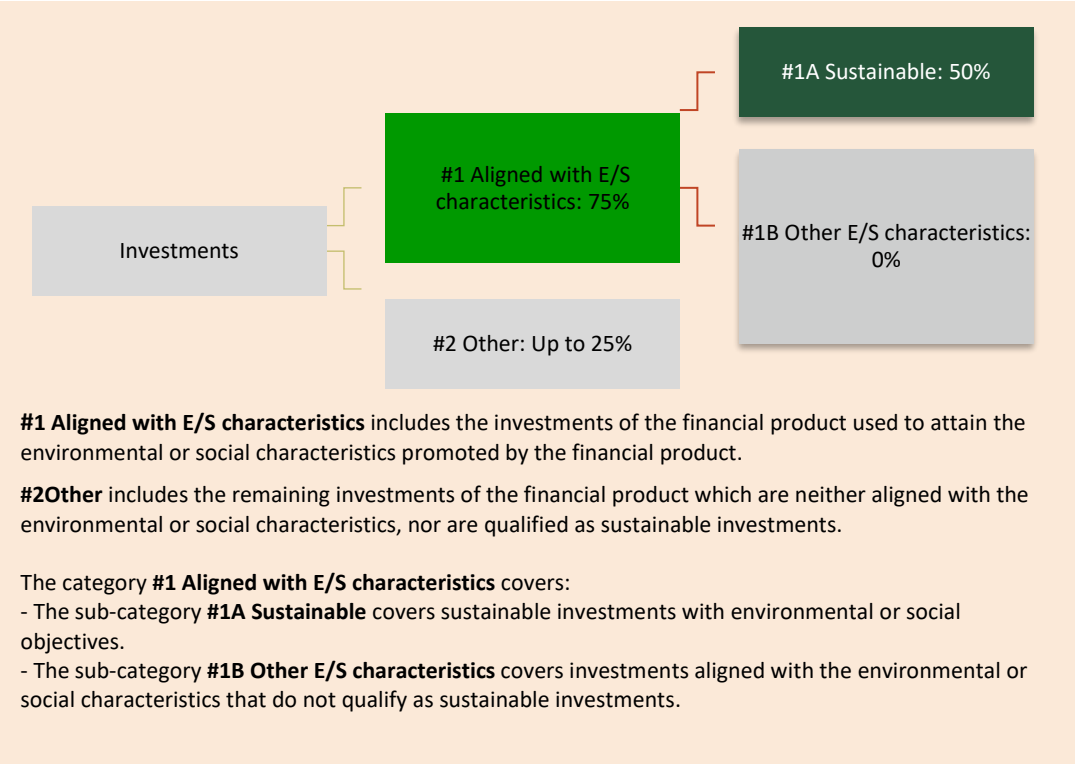 #1A Sustainable: 50%
#1 Aligned with E/S
characteristics: 75%
#1B Other E/S characteristics:
0%
Investments
#2 Other: Up to 25%
#1 Aligned with E/S characteristics includes the investments of the financial product used to attain the
environmental or social characteristics promoted by the financial product.
#2Other includes the remaining investments of the financial product which are neither aligned with the
environmental or social characteristics, nor are qualified as sustainable investments.
The category #1 Aligned with E/S characteristics covers:
- The sub-category #1A Sustainable covers sustainable investments with environmental or social
objectives.
- The sub-category #1B Other E/S characteristics covers investments aligned with the environmental or
social characteristics that do not qualify as sustainable investments.